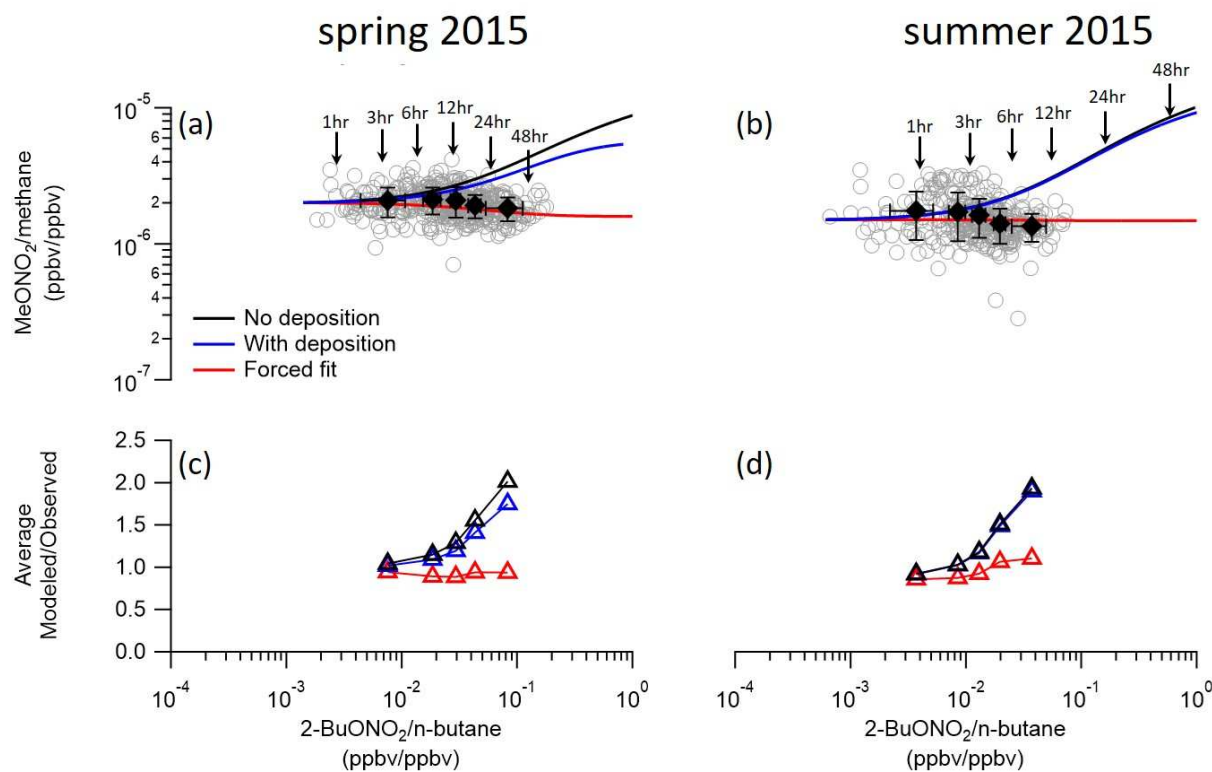 spring 2015
summer 2015
MeONO₂/methane
(ppbv/ppbv)
10⁻⁵
6
4
2
10⁻⁶
6
4
2
10⁻⁷
(a)
1hr
3hr
6hr
12hr
24hr
48hr
No deposition
With deposition
Forced fit
(b)
1hr
3hr
6hr
12hr
24hr
48hr
Average
Modeled/Observed
2.5
2.0
1.5
1.0
0.5
0.0
(c)
(d)
10⁻⁴
10⁻³
10⁻²
10⁻¹
10⁰
2-BuONO₂/n-butane
(ppbv/ppbv)
10⁻⁴
10⁻³
10⁻²
10⁻¹
10⁰
2-BuONO₂/n-butane
(ppbv/ppbv)